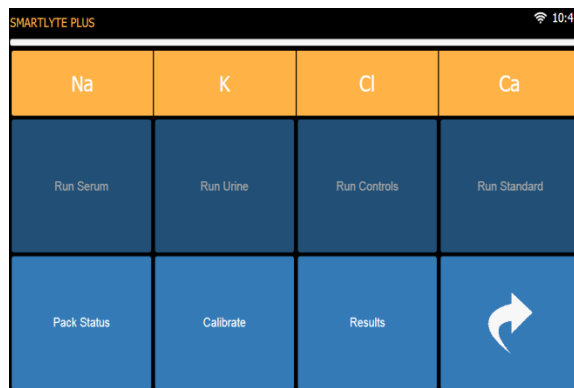 SMARTLYTE PLUS
Na K Cl Ca
Run Serum Run Urine Run Controls Run Standard
Pack Status Calibrate Results